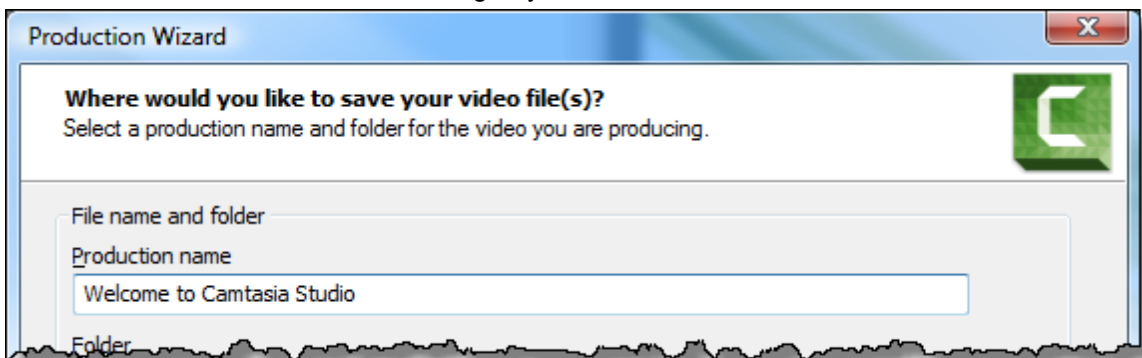 Production Wizard
Where would you like to save your video file(s)?
Select a production name and folder for the video you are producing.
File name and folder
Production name
Welcome to Camtasia Studio
Folder